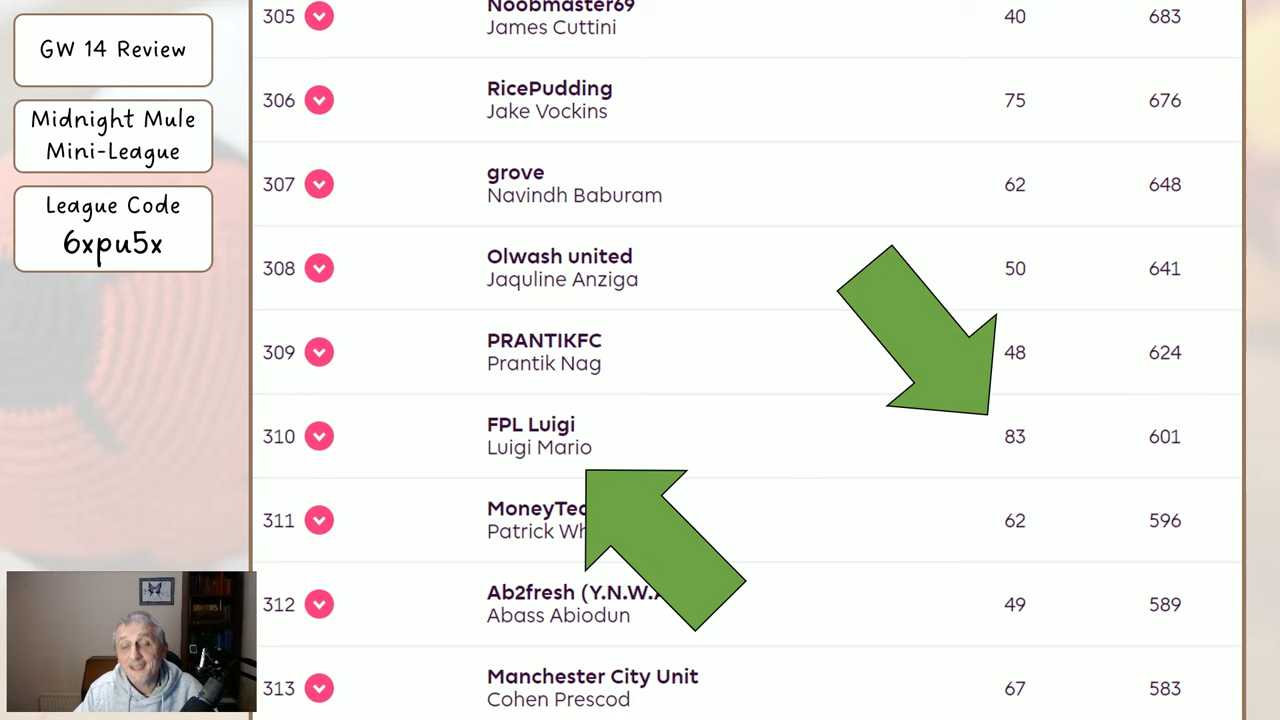 GW 14 Review
Midnight Mule
Mini-League
League Code
6xpu5x
305 Noobmaster69 40 683
James Cuttini
306 RicePudding 75 676
Jake Vockins
307 grove 62 648
Navindh Baburam
308 Olwash united 50 641
Jaquline Anziga
309 PRANTIKFC 48 624
Prantik Nag
310 FPL Luigi 83 601
Luigi Mario
311 62 596
Patrick
312 Ab2fresh 49 589
Abass Abiodun
313 Manchester City Unit 67 583
Cohen Prescod